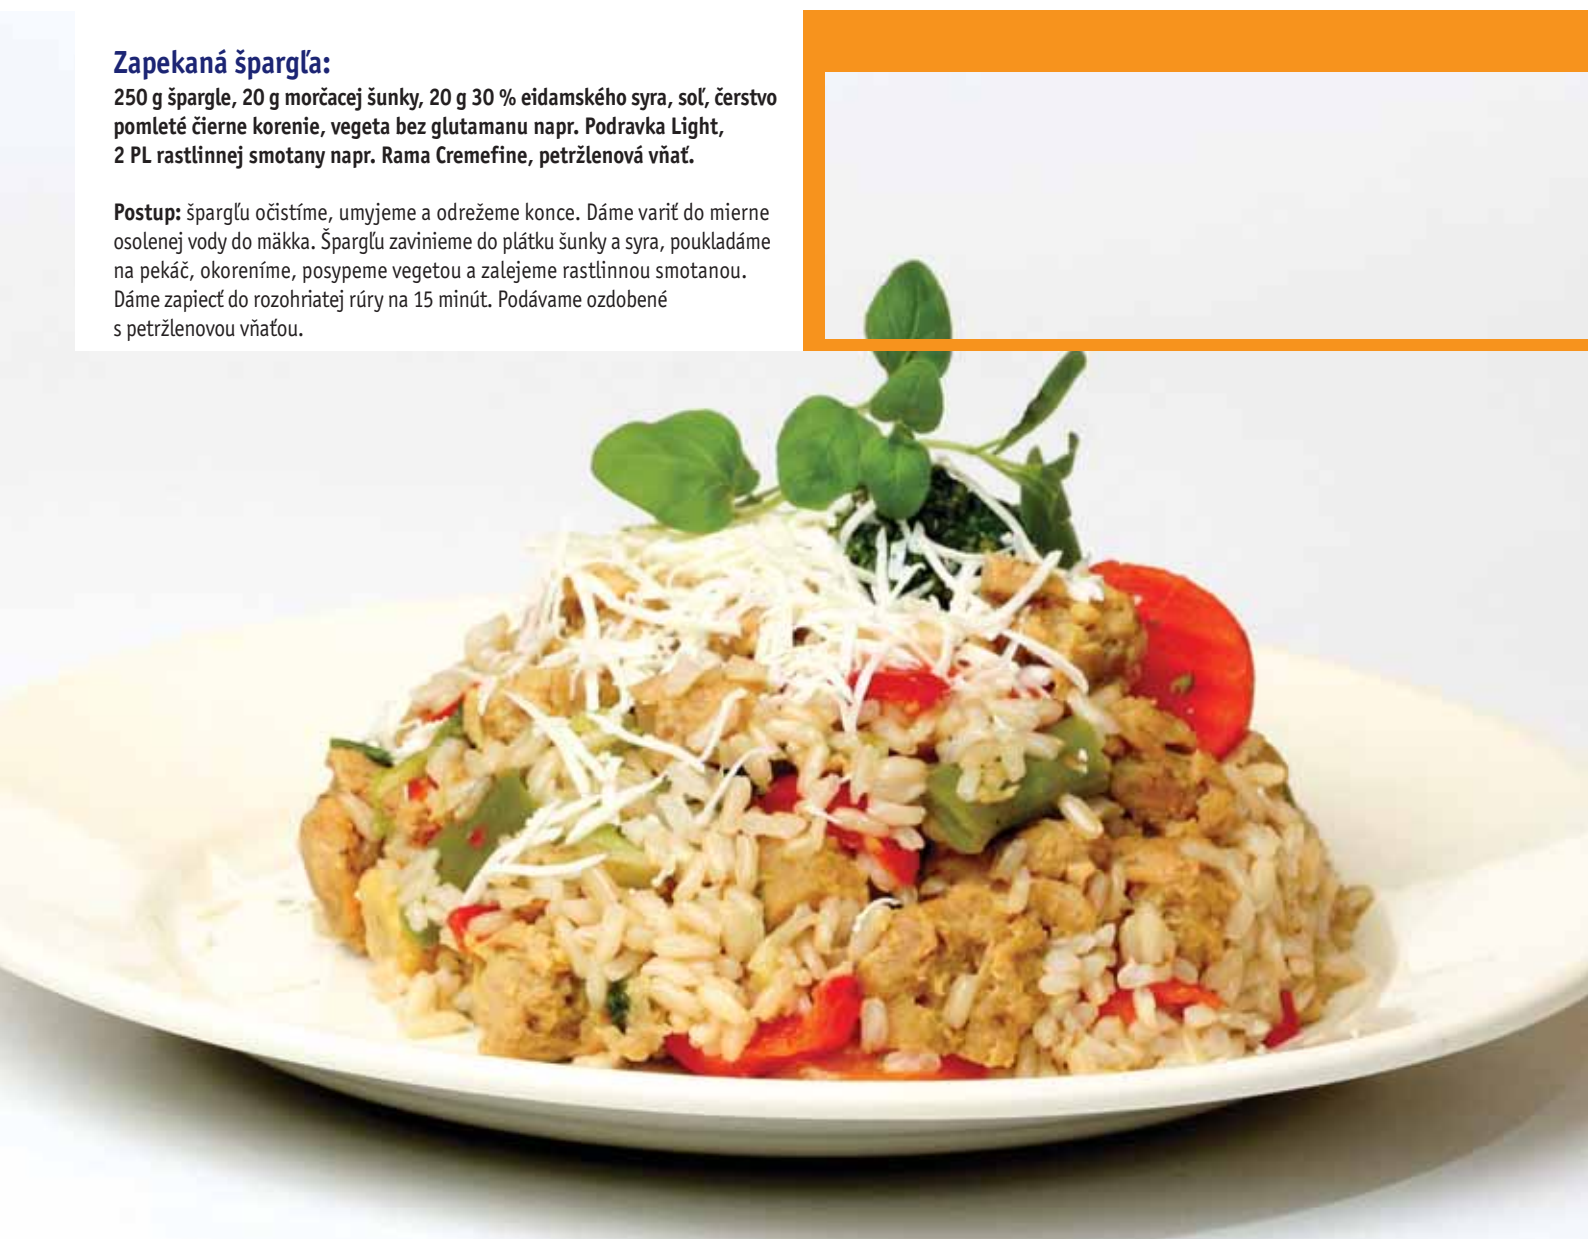 Zapekaná špargľa:
250 g špargle, 20 g morčacej šunky, 20 g 30 % eidamského syra, soľ, čerstvo
pomleté čierne korenie, vegeta bez glutamanu napr. Podravka Light,
2 PL rastlinnej smotany napr. Rama Cremefine, petržlenová vňať.
Postup: špargľu očistíme, umyjeme a odrežeme konce. Dáme variť do mierne
osolenej vody do mäkka. Špargľu zavinieme do plátku šunky a syra, poukladáme
na pekáč, okoreníme, posypeme vegetou a zalejeme rastlinnou smotanou.
Dáme zapiecť do rozohriatej rúry na 15 minút. Podávame ozdobené
s petržlenovou vňaťou.